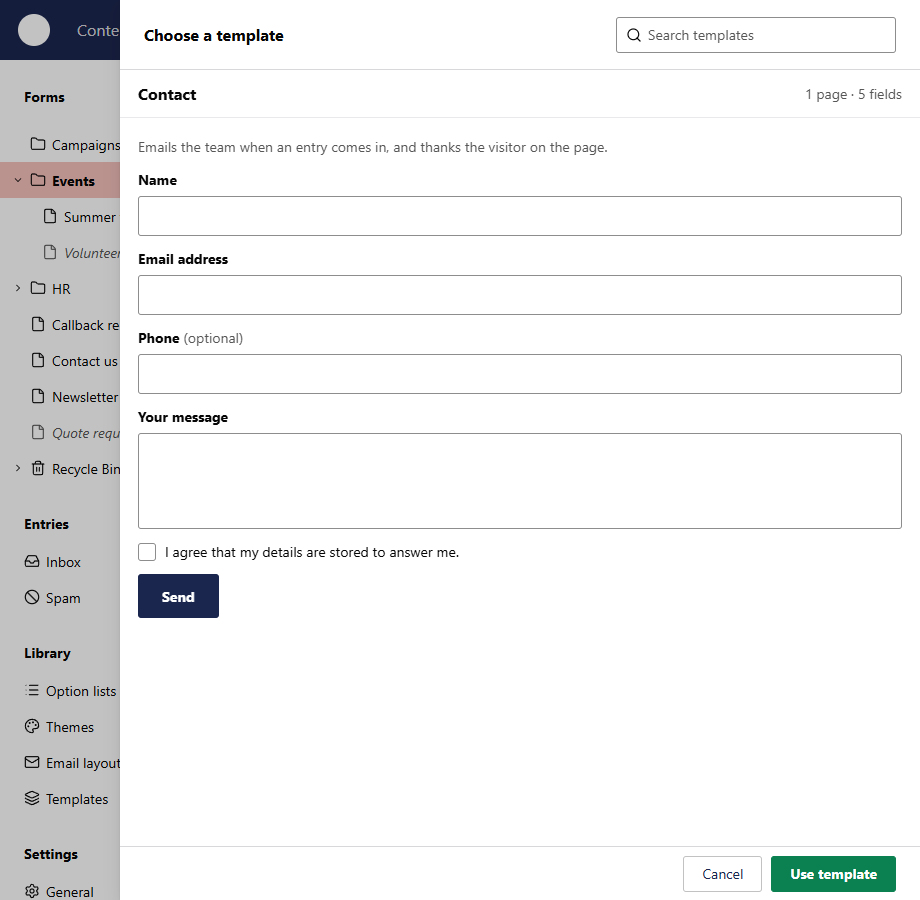 Conte
Choose a template
Search templates
Forms
Campaigns
Events
Summer
Volunteer
HR
Callback re
Contact us
Newsletter
Quote requ
Recycle Bin
Entries
Inbox
Spam
Library
Option lists
Themes
Email layout
Templates
Settings
General
Contact
1 page · 5 fields
Emails the team when an entry comes in, and thanks the visitor on the page.
Name
Email address
Phone (optional)
Your message
I agree that my details are stored to answer me.
Send
Cancel
Use template